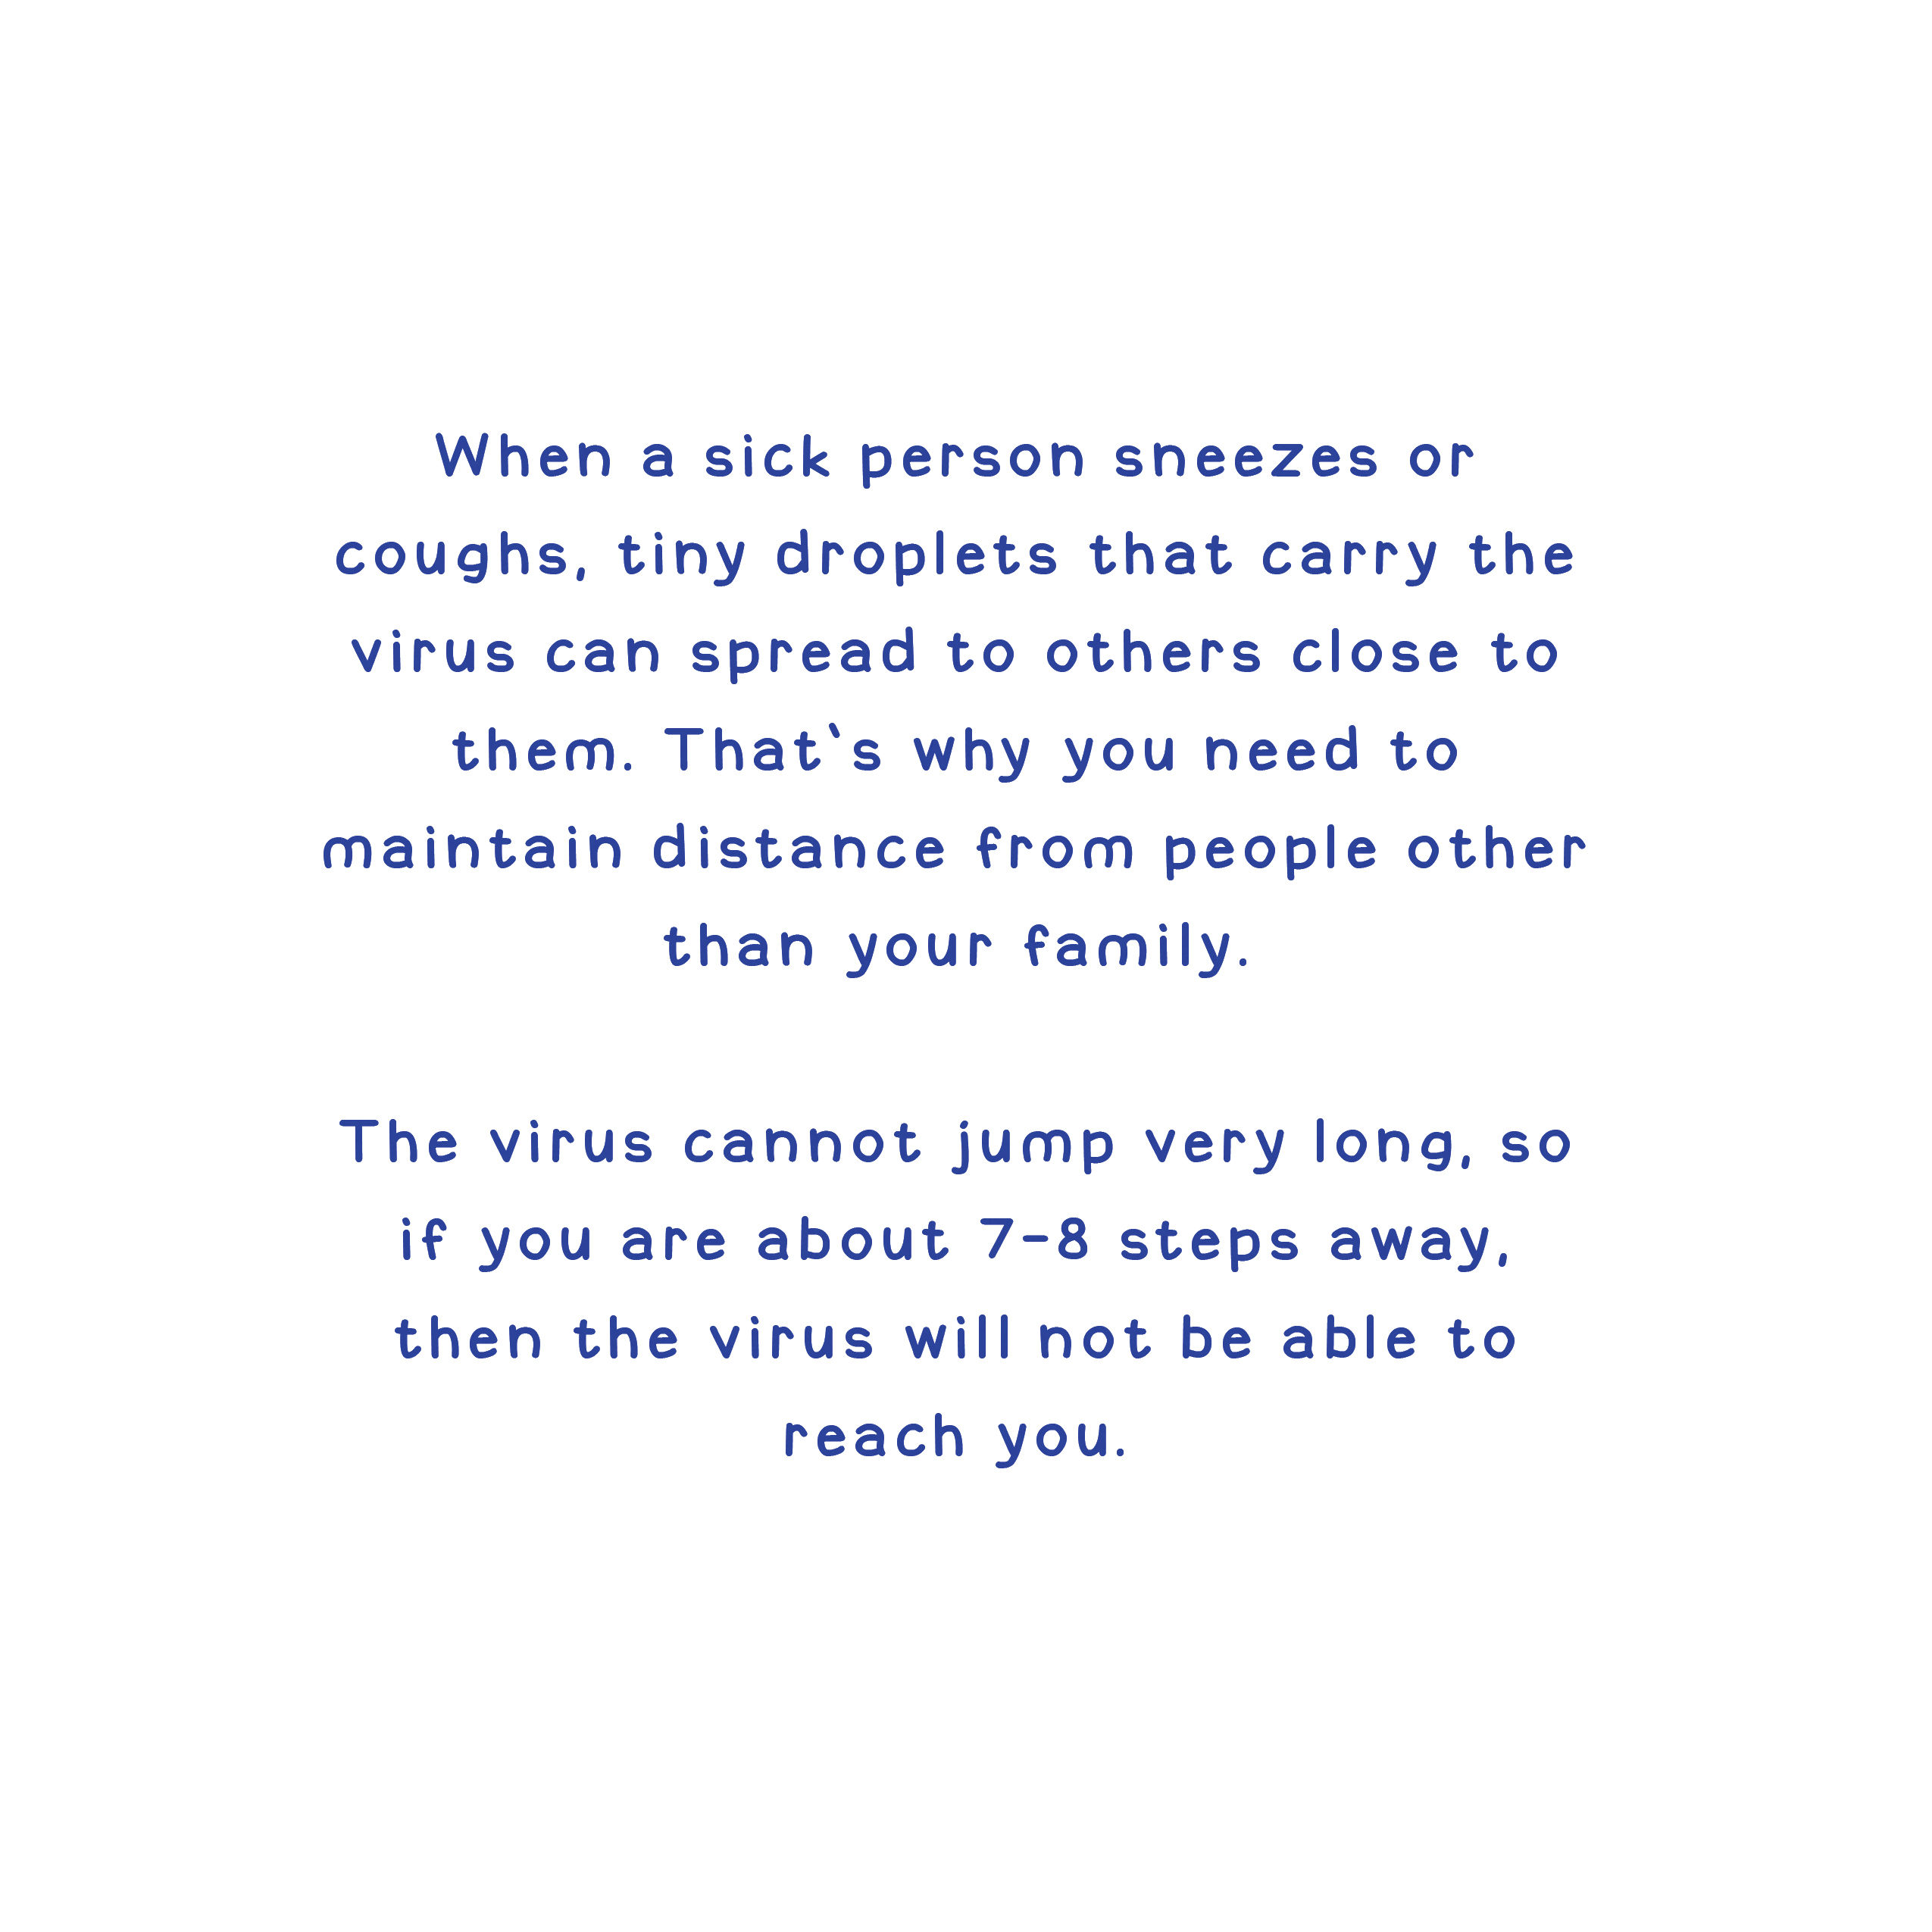 When a sick person sneezes or
coughs, tiny droplets that carry the
virus can spread to others close to
them. That's why you need to
maintain distance from people other
than your family.
The virus cannot jump very long, so
if you are about 7-8 steps away,
then the virus will not be able to
reach you.